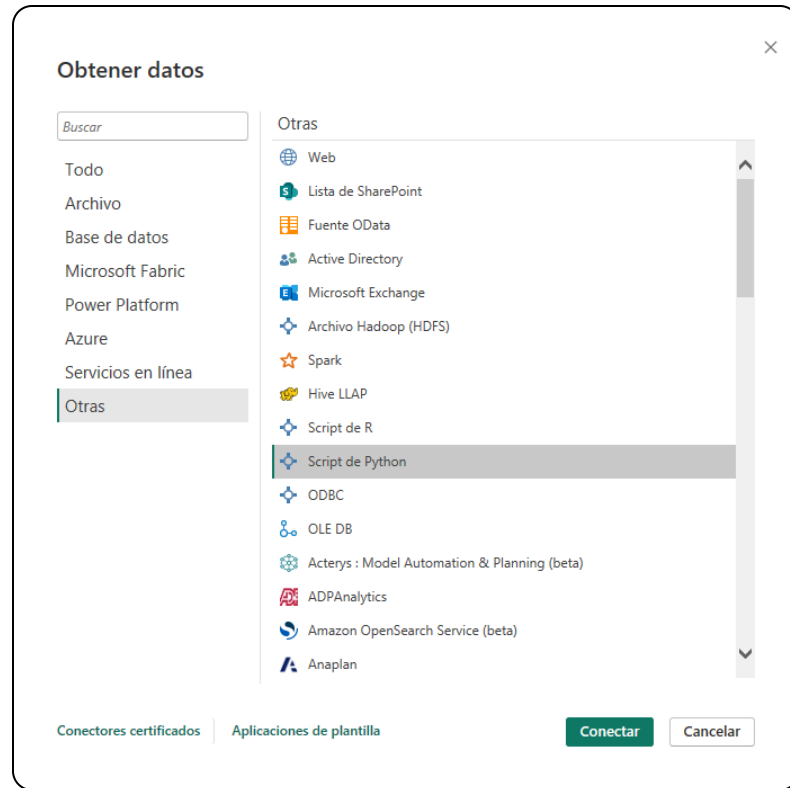 Obtener datos
Buscar
Todo
Archivo
Base de datos
Microsoft Fabric
Power Platform
Azure
Servicios en línea
Otras
Otras
Web
Lista de SharePoint
Fuente OData
Active Directory
Microsoft Exchange
Archivo Hadoop (HDFS)
Spark
Hive LLAP
Script de R
Script de Python
ODBC
OLE DB
Acterys : Model Automation & Planning (beta)
ADPAnalytics
Amazon OpenSearch Service (beta)
Anaplan
Conectores certificados
Aplicaciones de plantilla
Conectar
Cancelar